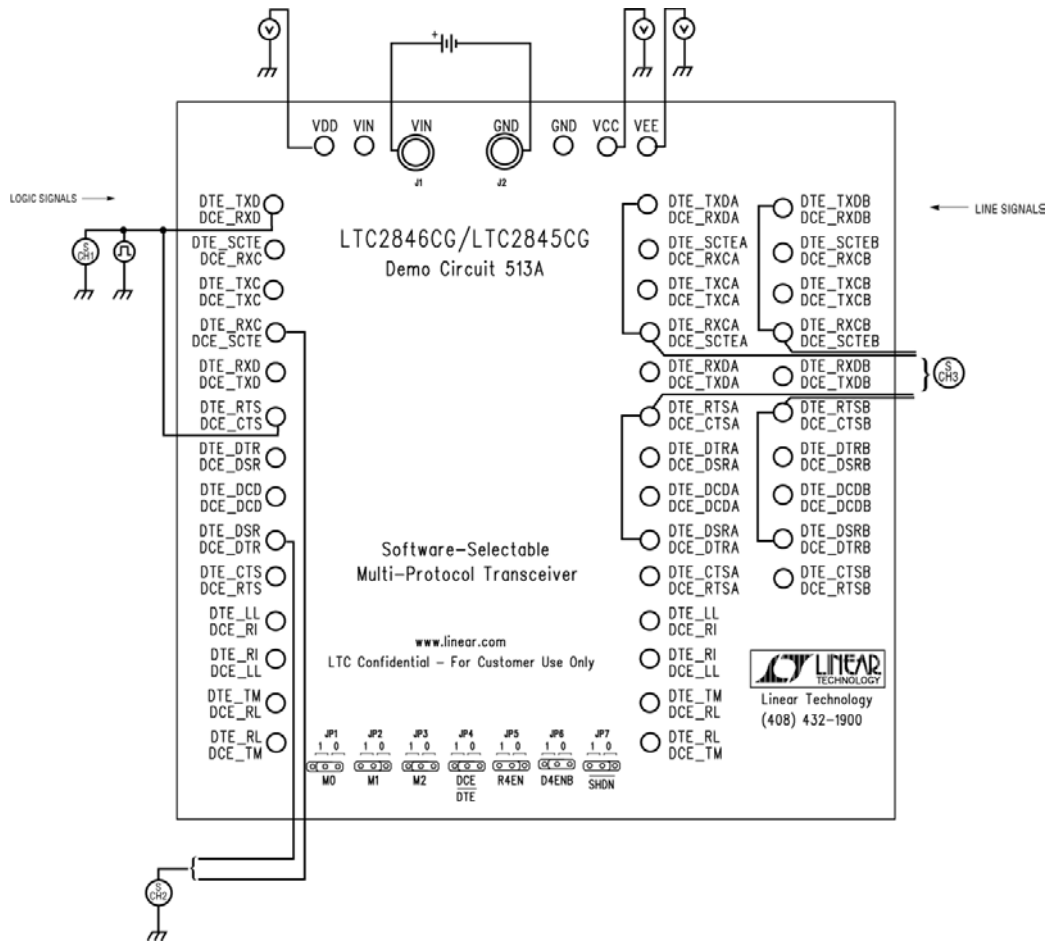 V
V
V
+
VDD
VIN
VIN
GND
GND
VCC
VEE
J1
J2
LOGIC SIGNALS
LINE SIGNALS
S
CH1
LTC2846CG/LTC2845CG
Demo Circuit 513A
DTE_TXD
DCE_RXD
DTE_SCTE
DCE_RXC
DTE_TXC
DCE_TXC
DTE_RXC
DCE_SCTE
DTE_RXD
DCE_TXD
DTE_RTS
DCE_CTS
DTE_DTR
DCE_DSR
DTE_DCD
DCE_DCD
DTE_DSR
DCE_DTR
DTE_CTS
DCE_RTS
DTE_LL
DCE_RI
DTE_RI
DCE_LL
DTE_TM
DCE_RL
DTE_RL
DCE_TM
DTE_TXDA
DCE_RXDA
DTE_SCTEA
DCE_RXCA
DTE_TXCA
DCE_TXCA
DTE_RXCA
DCE_SCTEA
DTE_RXDA
DCE_TXDA
DTE_RTSA
DCE_CTSA
DTE_DTRA
DCE_DSRA
DTE_DCDA
DCE_DCDA
DTE_DSRA
DCE_DTRA
DTE_CTSA
DCE_RTSA
DTE_LL
DCE_RI
DTE_RI
DCE_LL
DTE_TM
DCE_RL
DTE_RL
DCE_TM
DTE_TXDB
DCE_RXDB
DTE_SCTEB
DCE_RXCB
DTE_TXCB
DCE_TXCB
DTE_RXCB
DCE_SCTEB
DTE_RXDB
DCE_TXDB
DTE_RTSB
DCE_CTSB
DTE_DTRB
DCE_DSRB
DTE_DCDB
DCE_DCDB
DTE_DSRB
DCE_DTRB
DTE_CTSB
DCE_RTSB
S
CH3
Software-Selectable
Multi-Protocol Transceiver
www.linear.com
LTC Confidential - For Customer Use Only
LT LINEAR
TECHNOLOGY
Linear Technology
(408) 432-1900
JP1 JP2 JP3 JP4 JP5 JP6 JP7
1 0 1 0 1 0 1 0 1 0 1 0 1 0
M0 M1 M2 DCE R4EN D4ENB SHDN
DTE
S
CH2